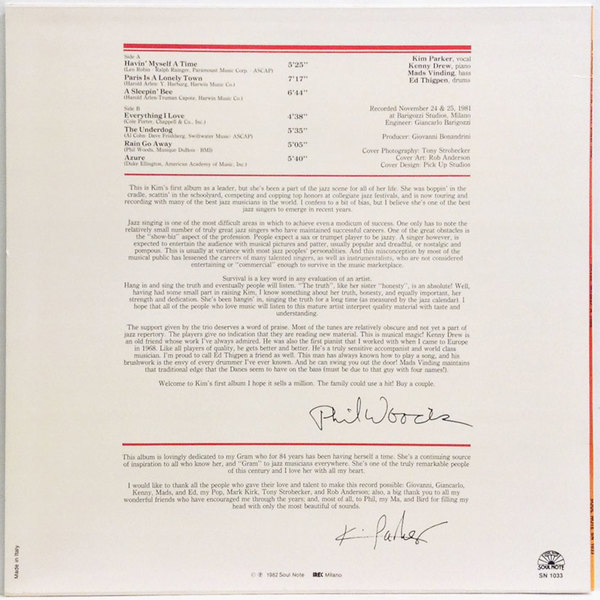 Side A
Havin' Myself A Time 5'25"
(Leo Robin - Ralph Rainger, Paramount Music Corp. - ASCAP)
Paris Is A Lonely Town 7'17"
(Harold Arlen - Y. Harburg, Harwin Music Co.)
A Sleepin' Bee 6'44"
(Harold Arlen - Truman Capote, Harwin Music Co.)
Side B
Everything I Love 4'38"
(Cole Porter, Chappell & Co., Inc.)
The Underdog 5'35"
(Al Cohn - Dave Frishberg, Swiftwater Music - ASCAP)
Rain Go Away 5'05"
(Phil Woods, Musique DuBois - BMI)
Azure 5'40"
(Duke Ellington, American Academy of Music, Inc.)
Kim Parker, vocal
Kenny Drew, piano
Mads Vinding, bass
Ed Thigpen, drums
Recorded November 24 & 25, 1981
at Barigozzi Studios, Milano
Engineer: Giancarlo Barigozzi
Producer: Giovanni Bonandrini
Cover Photography: Tony Strohecker
Cover Art: Rob Anderson
Cover Design: Pick Up Studios
This is Kim's first album as a leader, but she's been a part of the jazz scene for all of her life. She was boppin' in the
cradle, scattin' in the schoolyard, competing and copping top honors at collegiate jazz festivals, and is now touring and
recording with many of the best jazz musicians in the world. I confess to a bit of bias, but I believe she's one of the best
jazz singers to emerge in recent years.
Jazz singing is one of the most difficult areas in which to achieve even a modicum of success. One only has to note the
relatively small number of truly great jazz singers who have maintained successful careers. One of the great obstacles
is the "show-biz" aspect of the profession. People expect a sax or trumpet player to be jazzy. A singer however, is
expected to entertain the audience with musical pictures and patter, usually popular and dreadful, or nostalgic and
pompous. This is usually at variance with most jazz peoples' personalities. And this misconception by most of the
musical public has lessened the careers of many talented singers, as well as instrumentalists, who are not considered
entertaining or "commercial" enough to survive in the music marketplace.
Survival is a key word in any evaluation of an artist.
Hang in and sing the truth and eventually people will listen. "The truth", like her sister "honesty", is an absolute! Well,
having had some small part in raising Kim, I know something about her truth, honesty, and equally important, her
strength and dedication. She's been hangin' in, singing the truth for a long time (as measured by the jazz calendar). I
hope that all of the people who love music will listen to this mature artist interpret quality material with taste and
understanding.
The support given by the trio deserves a word of praise. Most of the tunes are relatively obscure and not yet a part of
jazz repertory. The players give no indication that they are reading new material. This is musical magic! Kenny Drew is
an old friend whose work I've always admired. He was also the first pianist that I worked with when I came to Europe
in 1968. Like all players of quality, he gets better and better. He's a truly sensitive accompanist and world class
musician. I'm proud to call Ed Thigpen a friend as well. This man has always known how to play a song, and his
brushwork is the envy of every drummer I've ever known. And he can swing you out the door! Mads Vinding maintains
that traditional edge that the Danes seem to have on the bass (must be due to that guy with four names!).
Welcome to Kim's first album I hope it sells a million. The family could use a hit! Buy a couple.
Phil Woods
This album is lovingly dedicated to my Gram who for 84 years has been having herself a time. She's a continuing source
of inspiration to all who know her, and "Gram" to jazz musicians everywhere. She's one of the truly remarkable people
of this century and I love her with all my heart.
I would like to thank all the people who gave their love and talent to make this record possible: Giovanni, Giancarlo,
Kenny, Mads, and Ed, my Pop, Mark Kirk, Tony Strohecker, and Rob Anderson; also, a big thank you to all my
wonderful friends who have encouraged me through the years; and, most of all, to Phil, my Ma, and Bird for filling my
head with only the most beautiful of sounds.
Kim Parker
Made in Italy
© ℗ 1982 Soul Note IREC Milano
SOUL NOTE
SN 1033